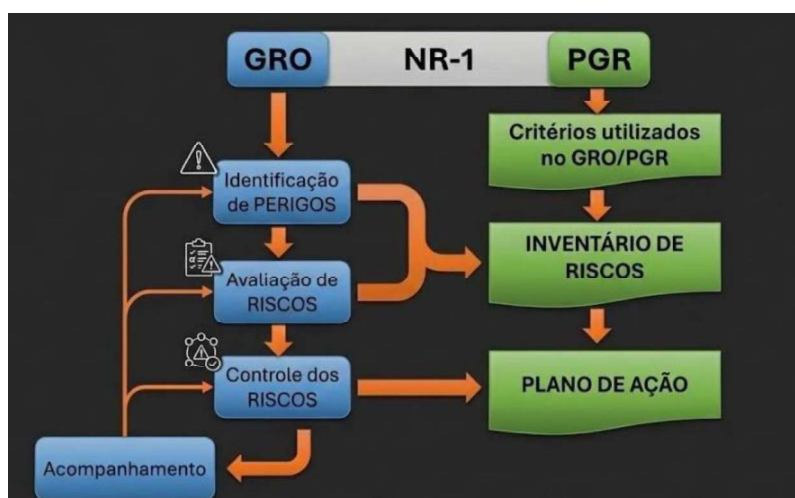 GRO NR-1 PGR
Critérios utilizados
no GRO/PGR
Identificação
de PERIGOS
INVENTÁRIO DE
RISCOS
Avaliação de
RISCOS
Controle dos
RISCOS
PLANO DE AÇÃO
Acompanhamento